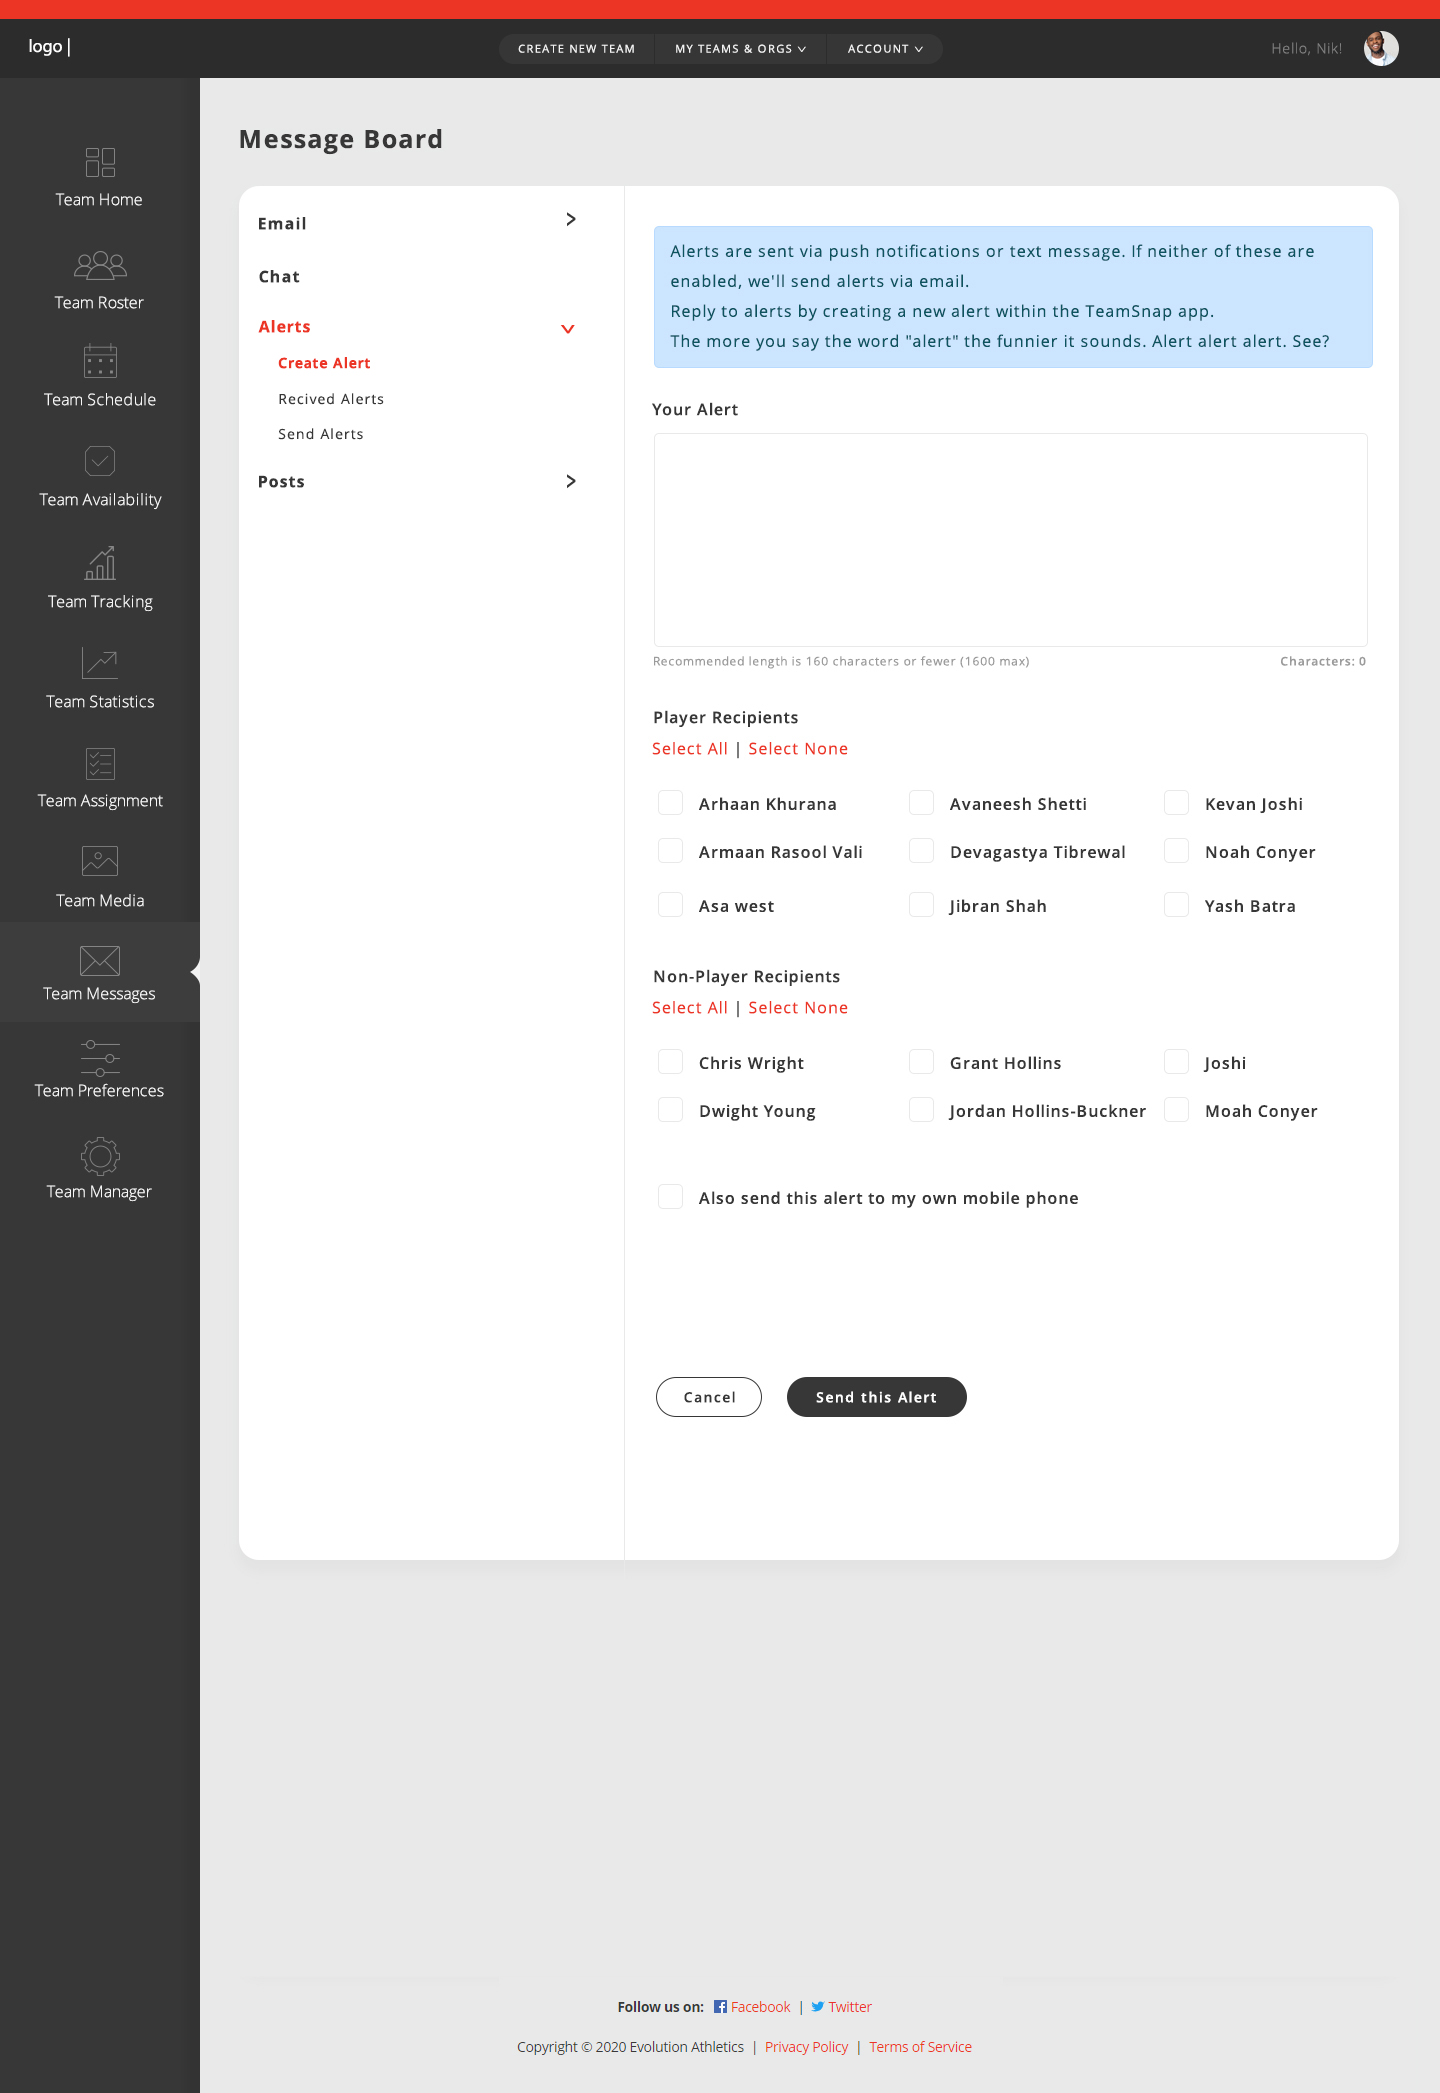 logo |
CREATE NEW TEAM
MY TEAMS & ORGS
ACCOUNT
Hello, Nik!
Team Home
Team Roster
Team Schedule
Team Availability
Team Tracking
Team Statistics
Team Assignment
Team Media
Team Messages
Team Preferences
Team Manager
Message Board
Email
Chat
Alerts
Create Alert
Recived Alerts
Send Alerts
Posts
Alerts are sent via push notifications or text message. If neither of these are
enabled, we'll send alerts via email.
Reply to alerts by creating a new alert within the TeamSnap app.
The more you say the word "alert" the funnier it sounds. Alert alert alert. See?
Your Alert
Recommended length is 160 characters or fewer (1600 max)
Characters: 0
Player Recipients
Select All | Select None
Arhaan Khurana
Avaneesh Shetti
Kevan Joshi
Armaan Rasool Vali
Devagastya Tibrewal
Noah Conyer
Asa west
Jibran Shah
Yash Batra
Non-Player Recipients
Select All | Select None
Chris Wright
Grant Hollins
Joshi
Dwight Young
Jordan Hollins-Buckner
Moah Conyer
Also send this alert to my own mobile phone
Cancel
Send this Alert
Follow us on: Facebook | Twitter
Copyright © 2020 Evolution Athletics | Privacy Policy | Terms of Service